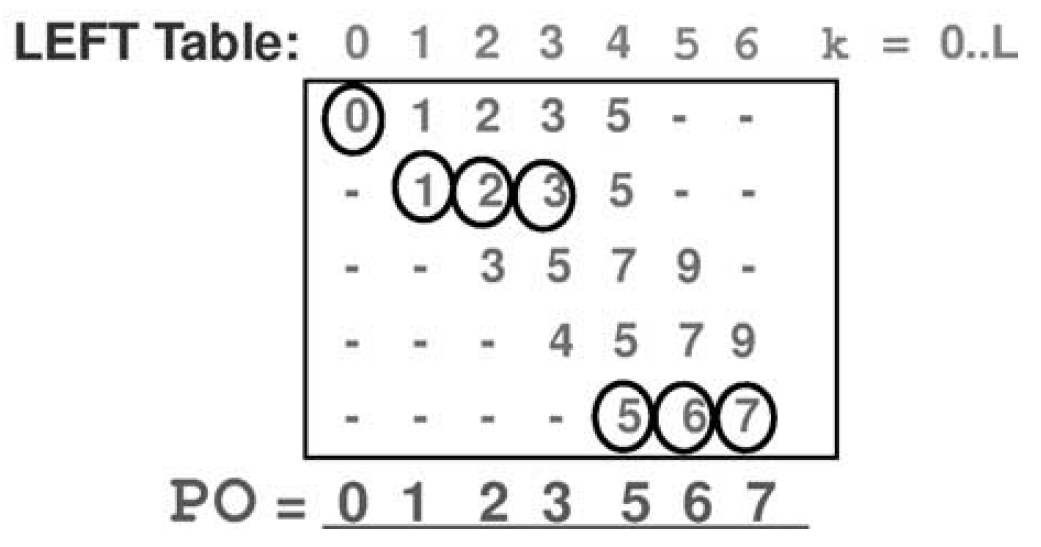 LEFT Table: 0 1 2 3 4 5 6 k = 0..L
0 1 2 3 5 - -
- 1 2 3 5 - -
- - 3 5 7 9 -
- - - 4 5 7 9
- - - - 5 6 7
PO = 0 1 2 3 5 6 7